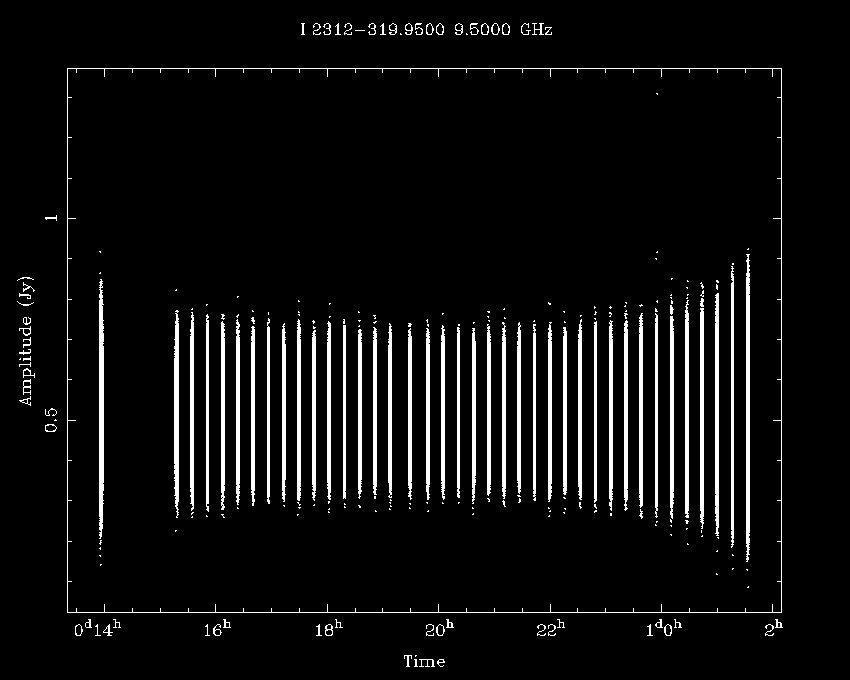 I 2312−319.9500 9.5000 GHz
1
Amplitude (Jy)
0.5
0ᵈ14ʰ 16ʰ 18ʰ 20ʰ 22ʰ 1ᵈ0ʰ 2ʰ
Time